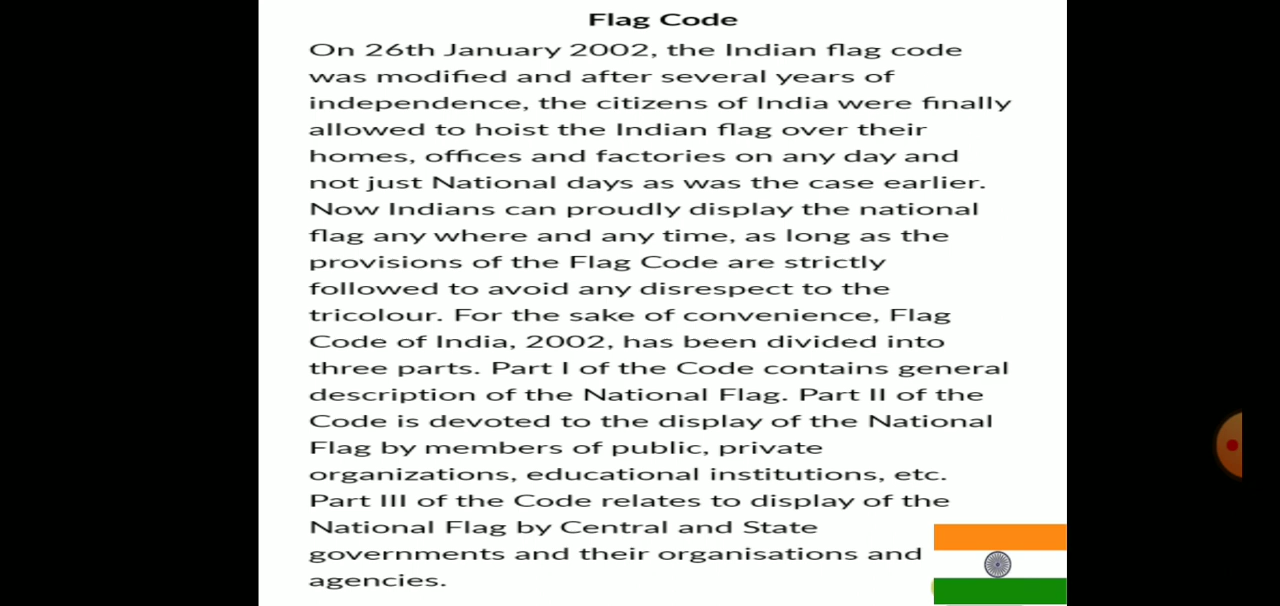 Flag Code
On 26th January 2002, the Indian flag code
was modified and after several years of
independence, the citizens of India were finally
allowed to hoist the Indian flag over their
homes, offices and factories on any day and
not just National days as was the case earlier.
Now Indians can proudly display the national
flag any where and any time, as long as the
provisions of the Flag Code are strictly
followed to avoid any disrespect to the
tricolour. For the sake of convenience, Flag
Code of India, 2002, has been divided into
three parts. Part I of the Code contains general
description of the National Flag. Part II of the
Code is devoted to the display of the National
Flag by members of public, private
organizations, educational institutions, etc.
Part III of the Code relates to display of the
National Flag by Central and State
governments and their organisations and
agencies.